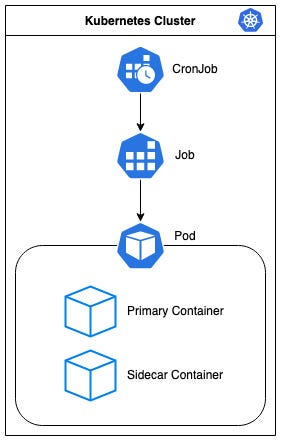 Kubernetes Cluster
CronJob
Job
Pod
Primary Container
Sidecar Container